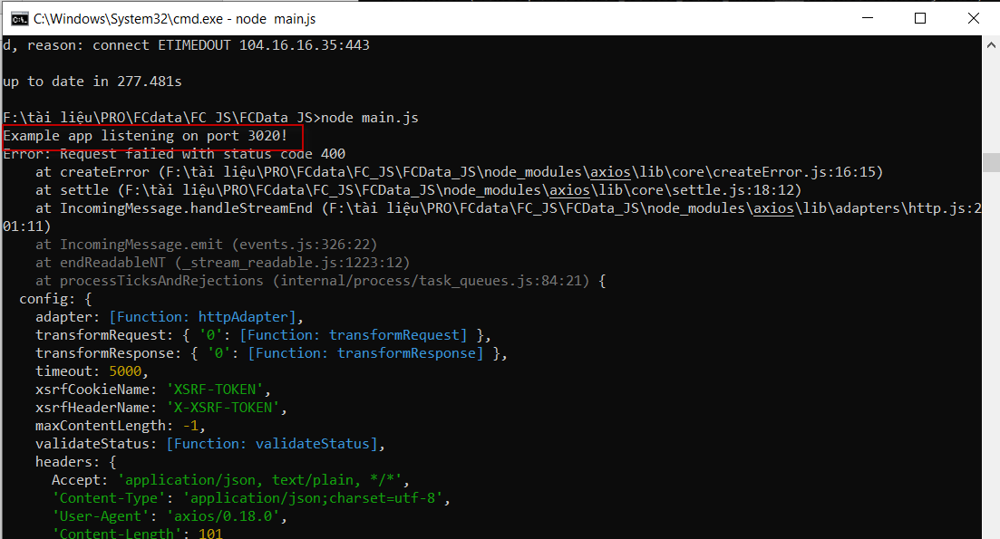 C:\Windows\System32\cmd.exe - node  main.js
d, reason: connect ETIMEDOUT 104.16.16.35:443
up to date in 277.481s
F:\tài liệu\PRO\FCdata\FC_JS\FCData_JS>node main.js
Example app listening on port 3020!
Error: Request failed with status code 400
    at createError (F:\tài liệu\PRO\FCdata\FC_JS\FCData_JS\node_modules\axios\lib\core\createError.js:16:15)
    at settle (F:\tài liệu\PRO\FCdata\FC_JS\FCData_JS\node_modules\axios\lib\core\settle.js:18:12)
    at IncomingMessage.handleStreamEnd (F:\tài liệu\PRO\FCdata\FC_JS\FCData_JS\node_modules\axios\lib\adapters\http.js:2
01:11)
    at IncomingMessage.emit (events.js:326:22)
    at endReadableNT (_stream_readable.js:1223:12)
    at processTicksAndRejections (internal/process/task_queues.js:84:21) {
  config: {
    adapter: [Function: httpAdapter],
    transformRequest: { '0': [Function: transformRequest] },
    transformResponse: { '0': [Function: transformResponse] },
    timeout: 5000,
    xsrfCookieName: 'XSRF-TOKEN',
    xsrfHeaderName: 'X-XSRF-TOKEN',
    maxContentLength: -1,
    validateStatus: [Function: validateStatus],
    headers: {
      Accept: 'application/json, text/plain, */*',
      'Content-Type': 'application/json;charset=utf-8',
      'User-Agent': 'axios/0.18.0',
      'Content-Length': 101